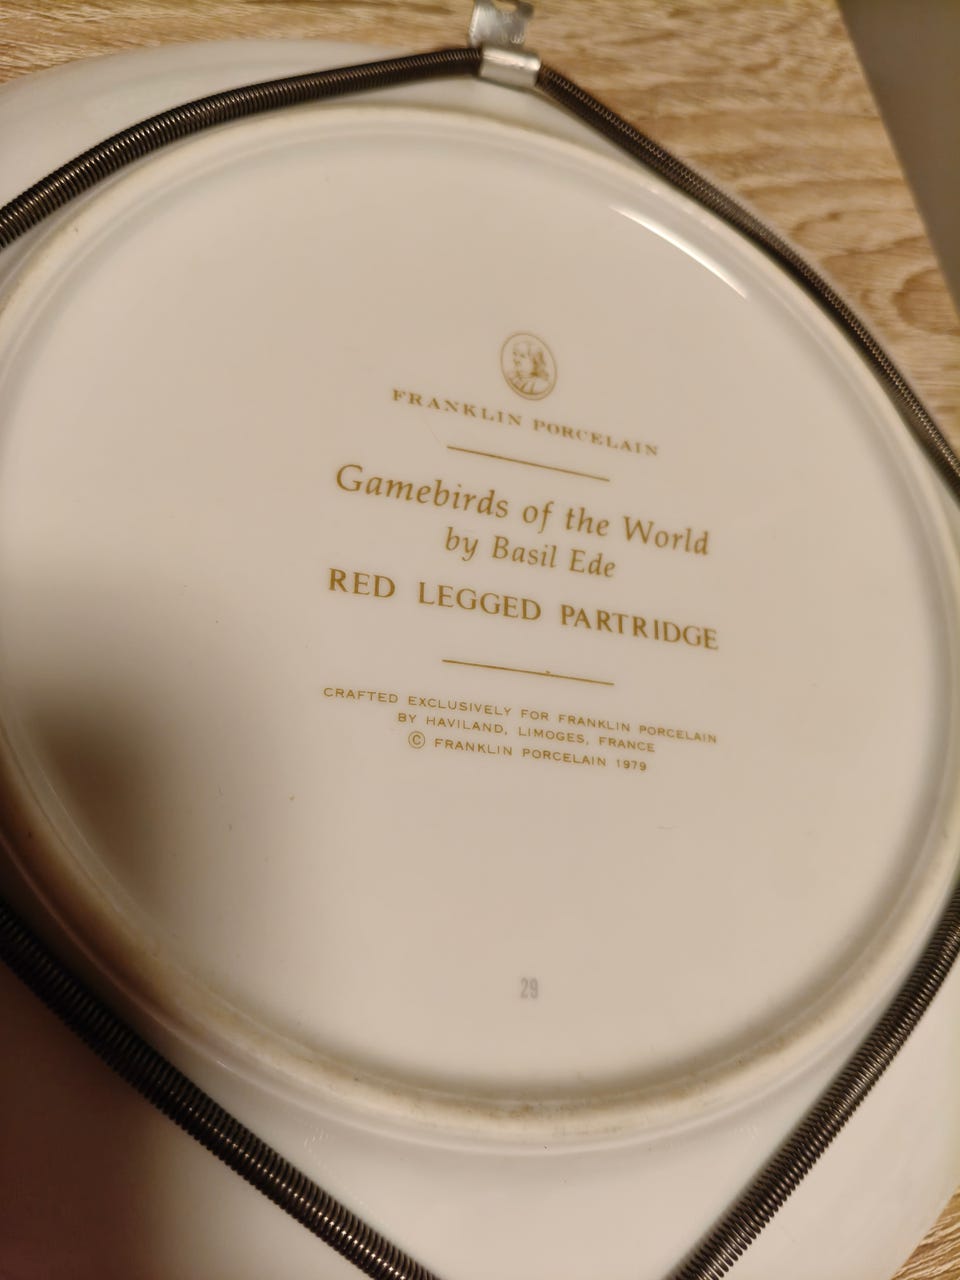 FRANKLIN PORCELAIN
Gamebirds of the World
by Basil Ede
RED LEGGED PARTRIDGE
CRAFTED EXCLUSIVELY FOR FRANKLIN PORCELAIN
BY HAVILAND, LIMOGES, FRANCE
© FRANKLIN PORCELAIN 1979
29